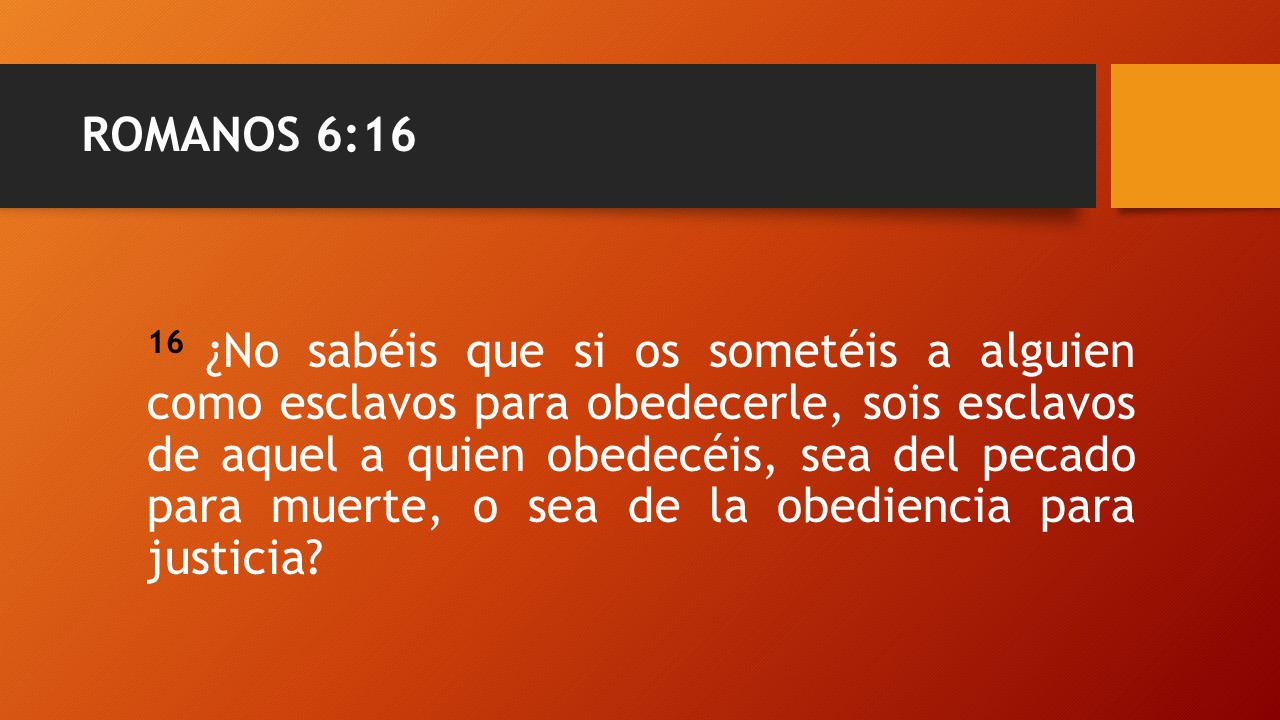 ROMANOS 6:16
16 ¿No sabéis que si os sometéis a alguien
como esclavos para obedecerle, sois esclavos
de aquel a quien obedecéis, sea del pecado
para muerte, o sea de la obediencia para
justicia?